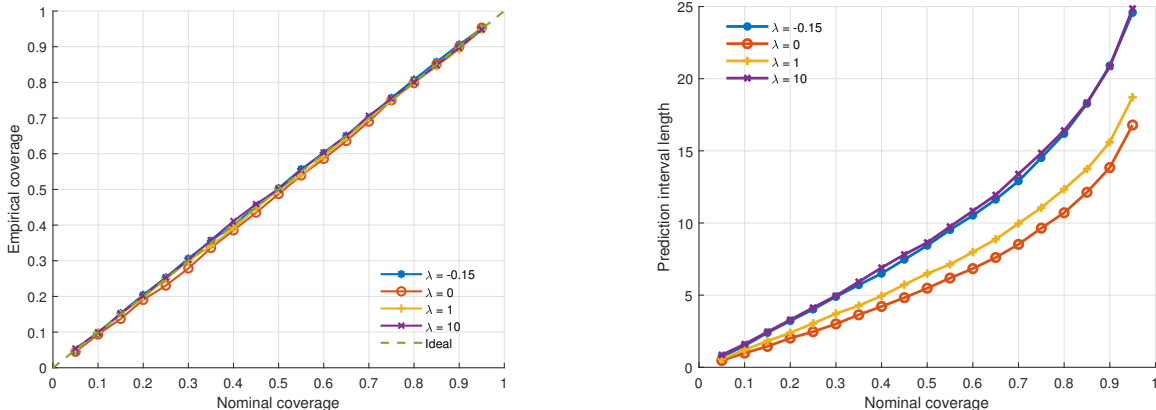 1
0.9
0.8
0.7
0.6
0.5
0.4
0.3
0.2
0.1
0
Empirical coverage
λ = -0.15
λ = 0
λ = 1
λ = 10
Ideal
0 0.1 0.2 0.3 0.4 0.5 0.6 0.7 0.8 0.9 1
Nominal coverage
25
20
15
10
5
0
Prediction interval length
λ = -0.15
λ = 0
λ = 1
λ = 10
0 0.1 0.2 0.3 0.4 0.5 0.6 0.7 0.8 0.9 1
Nominal coverage